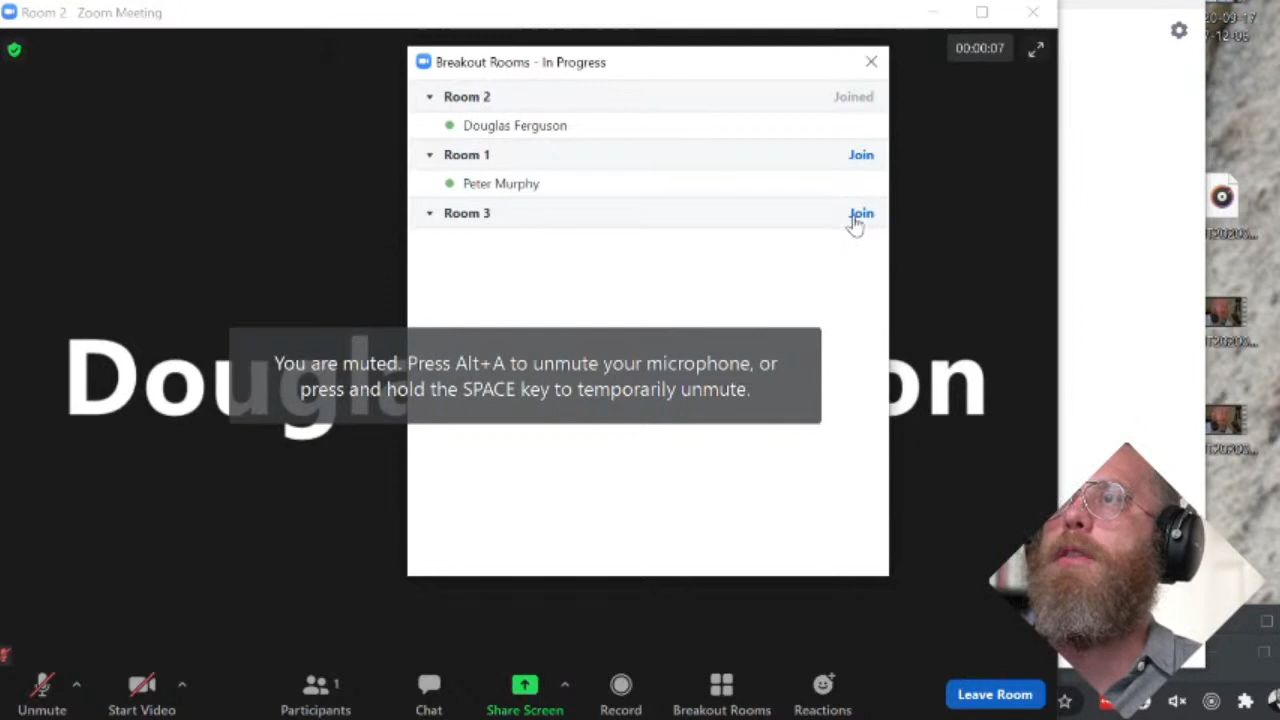 Room 2 Zoom Meeting
00:00:07
Breakout Rooms - In Progress
Room 2 Joined
Douglas Ferguson
Room 1 Join
Peter Murphy
Room 3 Join
You are muted. Press Alt+A to unmute your microphone, or
press and hold the SPACE key to temporarily unmute.
Unmute
Start Video
Participants 1
Chat
Share Screen
Record
Breakout Rooms
Reactions
Leave Room